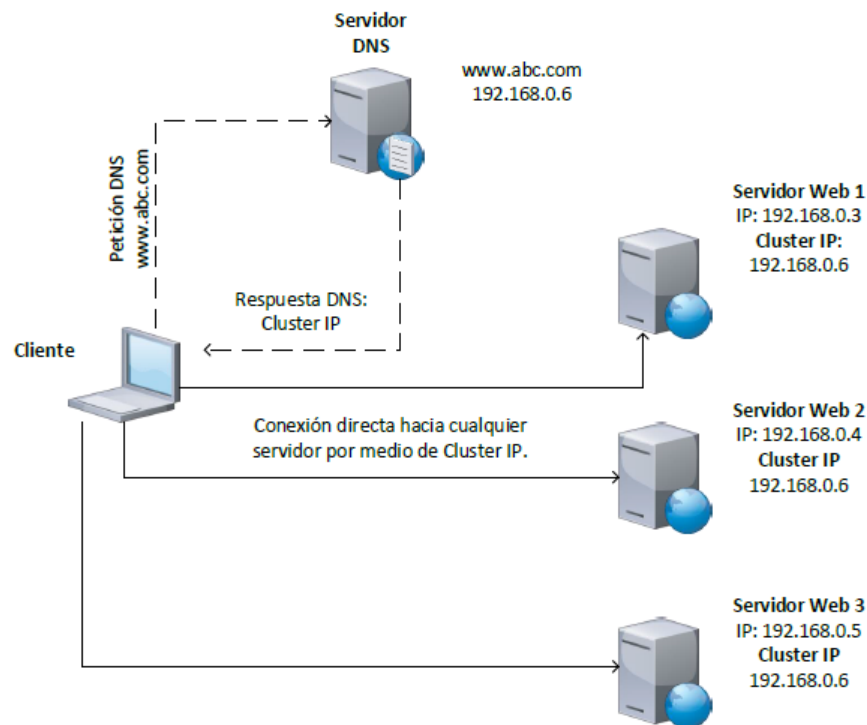 Servidor
DNS
www.abc.com
192.168.0.6
Petición DNS
www.abc.com
Servidor Web 1
IP: 192.168.0.3
Cluster IP:
192.168.0.6
Respuesta DNS:
Cluster IP
Cliente
Conexión directa hacia cualquier
servidor por medio de Cluster IP.
Servidor Web 2
IP: 192.168.0.4
Cluster IP
192.168.0.6
Servidor Web 3
IP: 192.168.0.5
Cluster IP
192.168.0.6